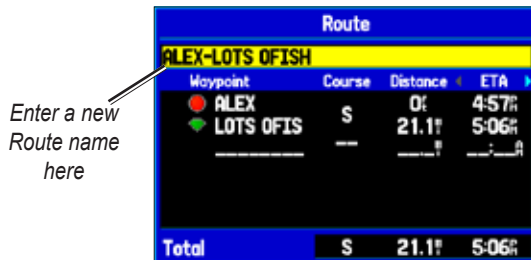 Route
ALEX-LOTS OFISH
Waypoint Course Distance ETA
ALEX 4:57
S
LOTS OFIS 21.1 5:06
Total S 21.1 5:06
Enter a new
Route name
here